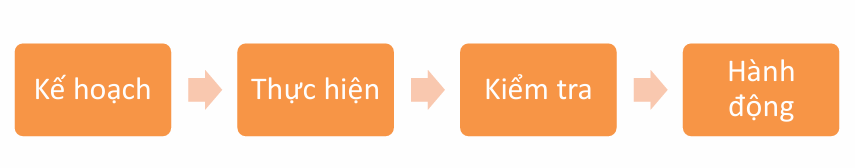 Kế hoạch
Thực hiện
Kiểm tra
Hành
động